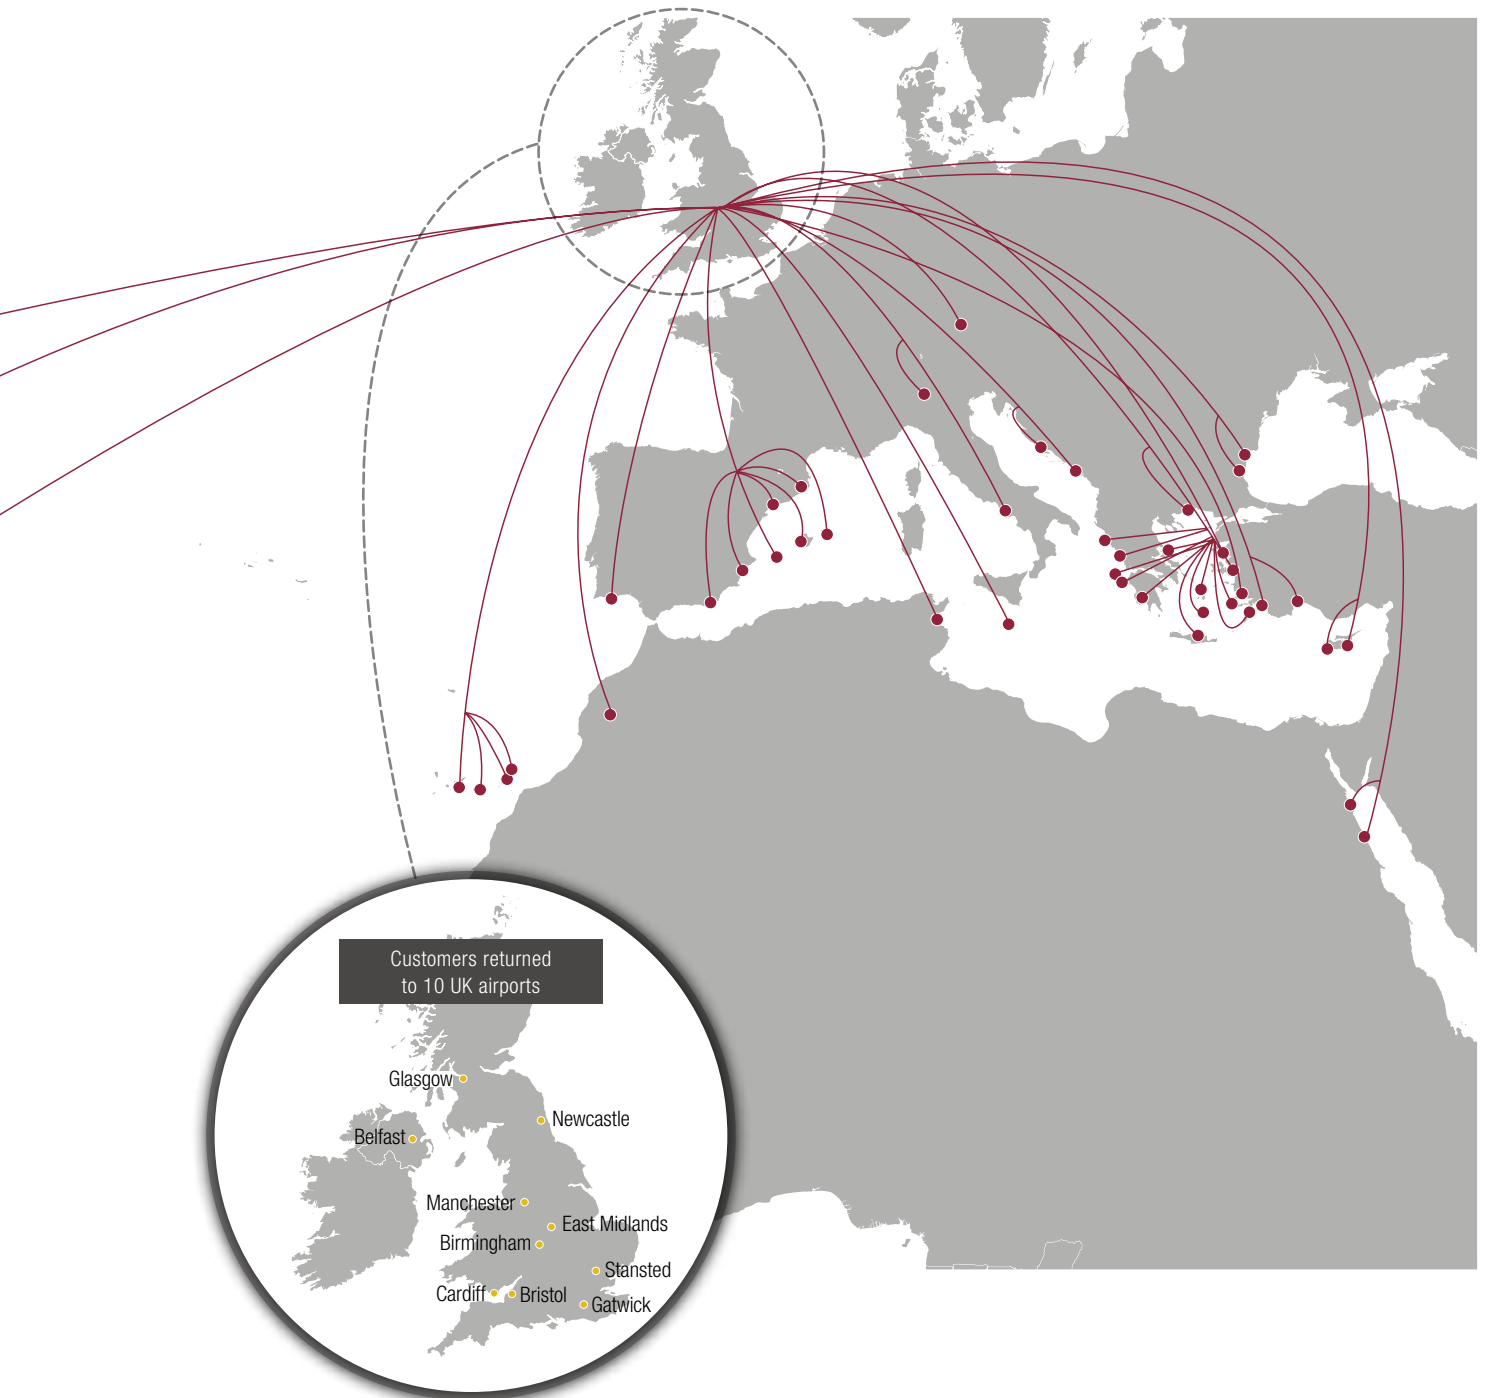 Customers returned
to 10 UK airports
Glasgow
Newcastle
Belfast
Manchester
East Midlands
Birmingham
Stansted
Cardiff
Bristol
Gatwick